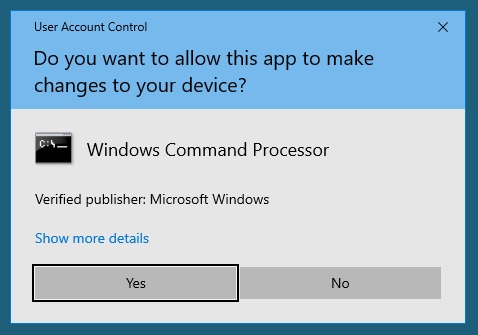 User Account Control
Do you want to allow this app to make
changes to your device?
C:\
Windows Command Processor
Verified publisher: Microsoft Windows
Show more details
Yes
No